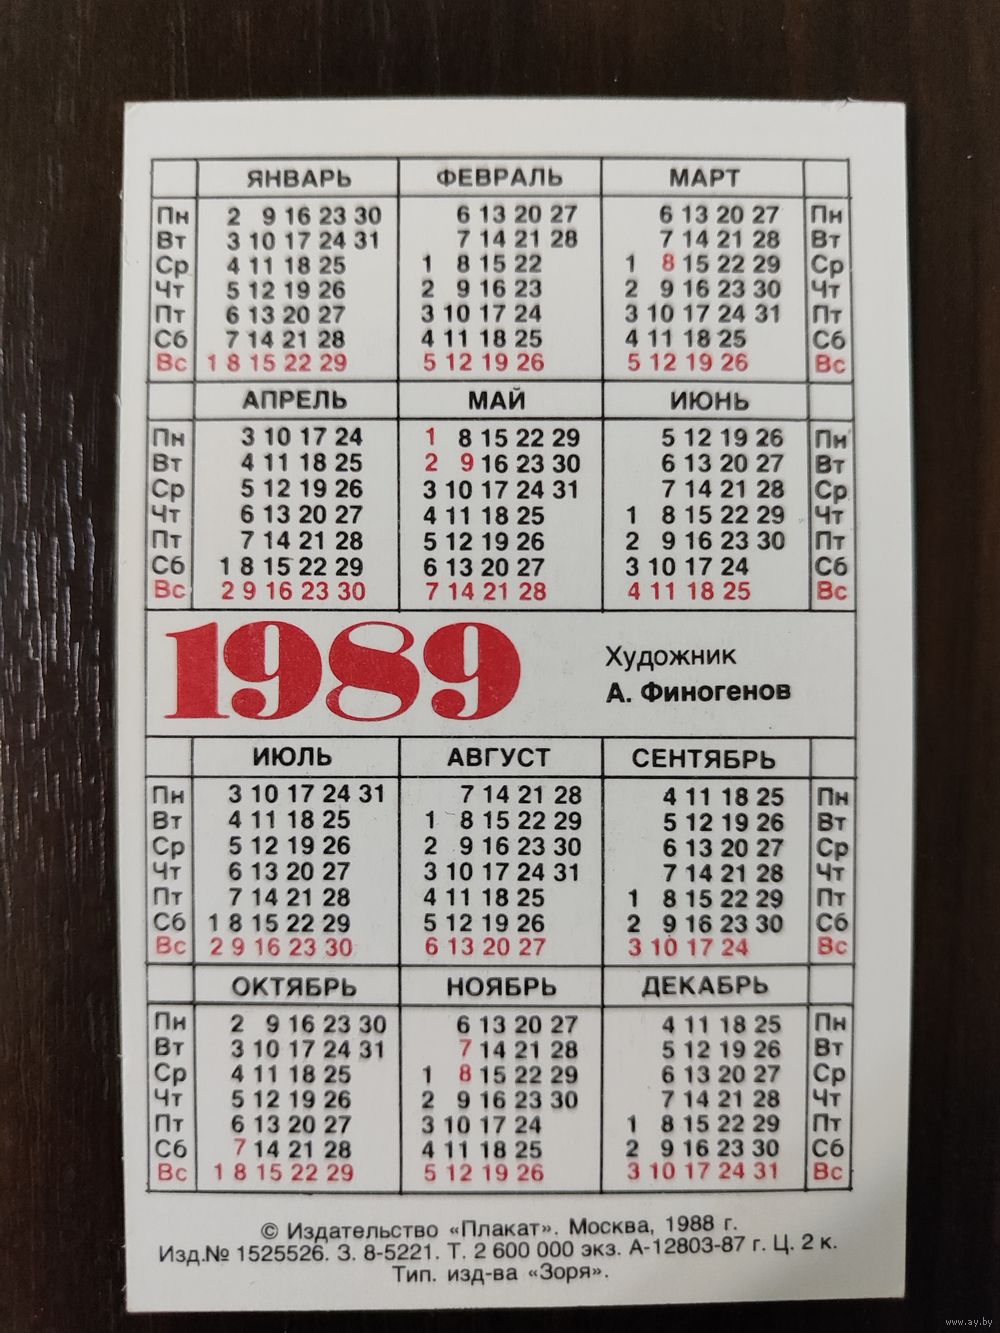 ЯНВАРЬ ФЕВРАЛЬ МАРТ
Пн 2 9 16 23 30 6 13 20 27 6 13 20 27 Пн
Вт 3 10 17 24 31 7 14 21 28 7 14 21 28 Вт
Ср 4 11 18 25 1 8 15 22 1 8 15 22 29 Ср
Чт 5 12 19 26 2 9 16 23 2 9 16 23 30 Чт
Пт 6 13 20 27 3 10 17 24 3 10 17 24 31 Пт
Сб 7 14 21 28 4 11 18 25 4 11 18 25 Сб
Вс 1 8 15 22 29 5 12 19 26 5 12 19 26 Вс
АПРЕЛЬ МАЙ ИЮНЬ
Пн 3 10 17 24 1 8 15 22 29 5 12 19 26 Пн
Вт 4 11 18 25 2 9 16 23 30 6 13 20 27 Вт
Ср 5 12 19 26 3 10 17 24 31 7 14 21 28 Ср
Чт 6 13 20 27 4 11 18 25 1 8 15 22 29 Чт
Пт 7 14 21 28 5 12 19 26 2 9 16 23 30 Пт
Сб 1 8 15 22 29 6 13 20 27 3 10 17 24 Сб
Вс 2 9 16 23 30 7 14 21 28 4 11 18 25 Вс
1989
Художник
А. Финогенов
ИЮЛЬ АВГУСТ СЕНТЯБРЬ
Пн 3 10 17 24 31 7 14 21 28 4 11 18 25 Пн
Вт 4 11 18 25 1 8 15 22 29 5 12 19 26 Вт
Ср 5 12 19 26 2 9 16 23 30 6 13 20 27 Ср
Чт 6 13 20 27 3 10 17 24 31 7 14 21 28 Чт
Пт 7 14 21 28 4 11 18 25 1 8 15 22 29 Пт
Сб 1 8 15 22 29 5 12 19 26 2 9 16 23 30 Сб
Вс 2 9 16 23 30 6 13 20 27 3 10 17 24 Вс
ОКТЯБРЬ НОЯБРЬ ДЕКАБРЬ
Пн 2 9 16 23 30 6 13 20 27 4 11 18 25 Пн
Вт 3 10 17 24 31 7 14 21 28 5 12 19 26 Вт
Ср 4 11 18 25 1 8 15 22 29 6 13 20 27 Ср
Чт 5 12 19 26 2 9 16 23 30 7 14 21 28 Чт
Пт 6 13 20 27 3 10 17 24 1 8 15 22 29 Пт
Сб 7 14 21 28 4 11 18 25 2 9 16 23 30 Сб
Вс 1 8 15 22 29 5 12 19 26 3 10 17 24 31 Вс
© Издательство «Плакат». Москва, 1988 г.
Изд.№ 1525526. З. 8-5221. Т. 2 600 000 экз. А-12803-87 г. Ц. 2 к.
Тип. изд-ва «Зоря».
www.ay.by